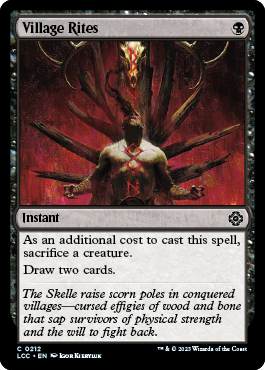 Village Rites
Instant
As an additional cost to cast this spell,
sacrifice a creature.
Draw two cards.
The Skelle raise scorn poles in conquered
villages—cursed effigies of wood and bone
that sap survivors of physical strength
and the will to fight back.
C 0212
LCC • EN Igor Kieryluk
™ & © 2023 Wizards of the Coast